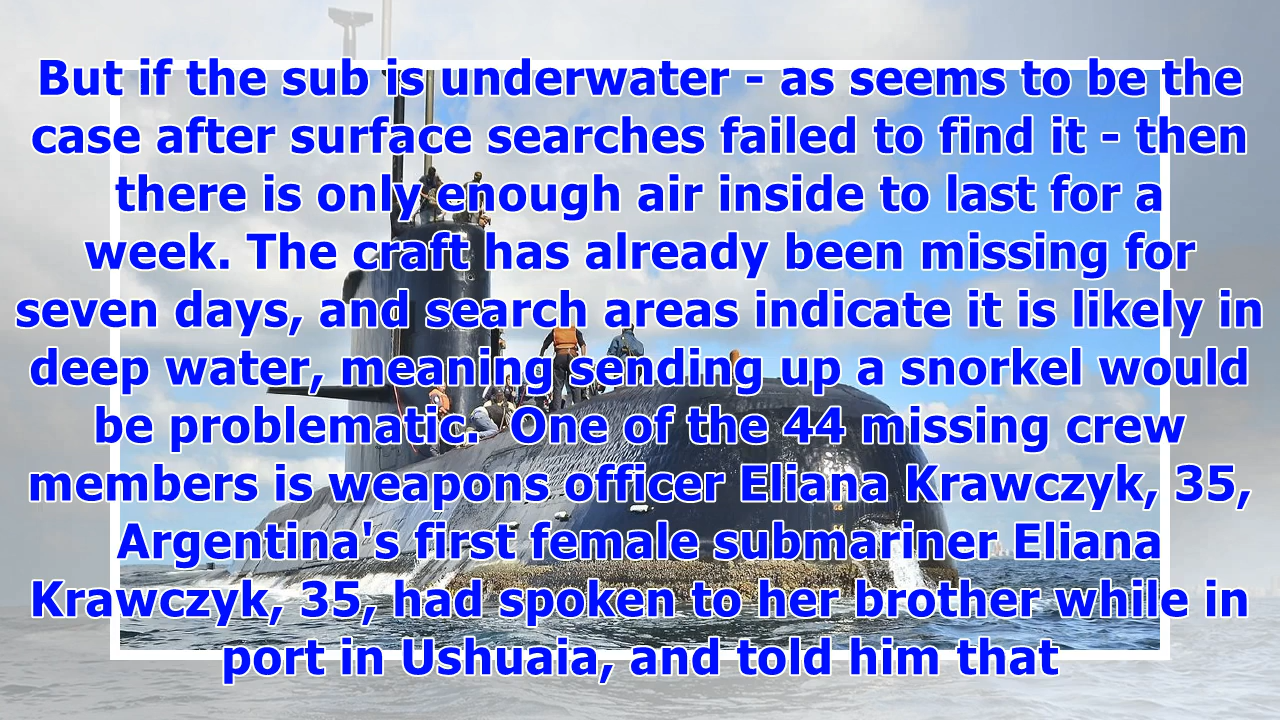 But if the sub is underwater - as seems to be the
case after surface searches failed to find it - then
there is only enough air inside to last for a
week. The craft has already been missing for
seven days, and search areas indicate it is likely in
deep water, meaning sending up a snorkel would
be problematic.  One of the 44 missing crew
members is weapons officer Eliana Krawczyk, 35,
Argentina's first female submariner Eliana
Krawczyk, 35, had spoken to her brother while in
port in Ushuaia, and told him that